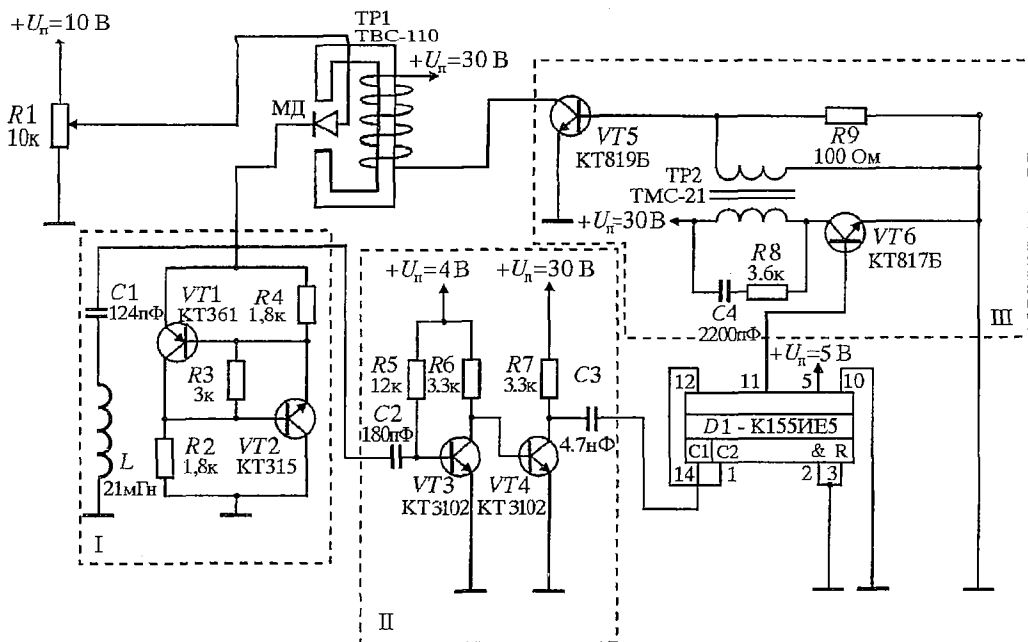 +Uп=10 В
R1
10к
ТР1
ТВС-110
+Uп=30 В
МД
VT5
КТ819Б
R9
100 Ом
ТР2
ТМС-21
+Uп=30 В
VT6
КТ817Б
R8
3.6к
C4
2200пФ
III
C1
124пФ
VT1
КТ361
R4
1,8к
R3
3к
R2
1,8к
VT2
КТ315
L
21мГн
I
+Uп=4 В
+Uп=30 В
R5
12к
R6
3.3к
R7
3.3к
C2
180пФ
C3
4.7нФ
VT3
КТ3102
VT4
КТ3102
II
+Uп=5 В
12
11
5
10
D1 - К155ИЕ5
C1
C2
&
R
14
1
2
3